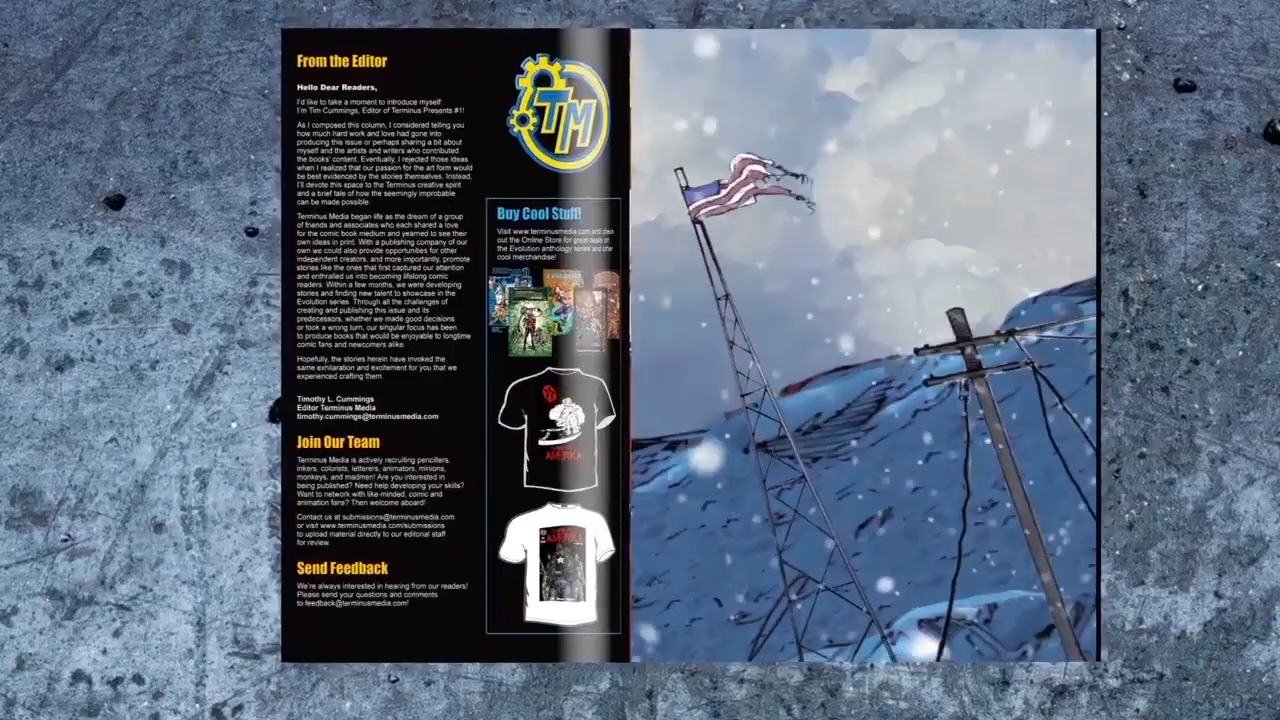 From the Editor
Hello Dear Readers,
I'd like to take a moment to introduce myself
I'm Tim Cummings, Editor of Terminus Presents #1!
As I composed this column, I considered telling you
how much hard work and love had gone into
producing this issue or perhaps sharing a bit about
myself and the artists and writers who contributed
the books' content. Eventually, I rejected those ideas
when I realized that our passion for the art form would
be best evidenced by the stories themselves. Instead,
I'll devote this space to the Terminus creative spirit
and a brief tale of how the seemingly improbable
can be made possible.
Terminus Media began life as the dream of a group
of friends and associates who each shared a love
for the comic book medium and yearned to see their
own ideas in print. With a publishing company of our
own we could also provide opportunities for other
independent creators, and more importantly, promote
stories like the ones that first captured our attention
and enthralled us into becoming lifelong comic
readers. Within a few months, we were developing
stories and finding new talent to showcase in the
Evolution series. Through all the challenges of
creating and publishing this issue and its
predecessors, whether we made good decisions
or took a wrong turn, our singular focus has been
to produce books that would be enjoyable to longtime
comic fans and newcomers alike.
Hopefully, the stories herein have invoked the
same exhilaration and excitement for you that we
experienced crafting them.
Timothy L. Cummings
Editor Terminus Media
timothy.cummings@terminusmedia.com
Join Our Team
Terminus Media is actively recruiting pencillers,
inkers, colorists, letterers, animators, minions,
monkeys, and madmen! Are you interested in
being published? Need help developing your skills?
Want to network with like-minded, comic and
animation fans? Then welcome aboard!
Contact us at submissions@terminusmedia.com
or visit www.terminusmedia.com/submissions
to upload material directly to our editorial staff
for review.
Send Feedback
We're always interested in hearing from our readers!
Please send your questions and comments
to feedback@terminusmedia.com!
TM
Buy Cool Stuff!
Visit www.terminusmedia.com and check
out the Online Store for great deals on
the Evolution anthology series and other
cool merchandise!
AMERIKA
AMERIKA